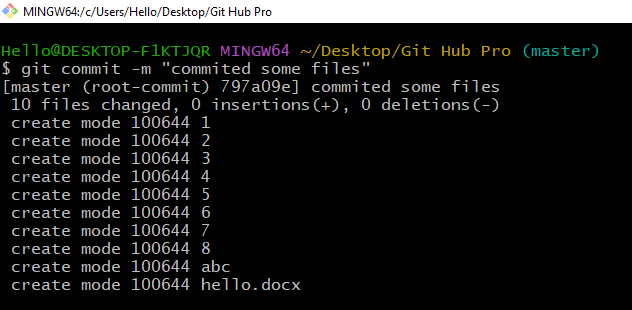 MINGW64:/c/Users/Hello/Desktop/Git Hub Pro
Hello@DESKTOP-F1KTJQR MINGW64 ~/Desktop/Git Hub Pro (master)
$ git commit -m "commited some files"
[master (root-commit) 797a09e] commited some files
 10 files changed, 0 insertions(+), 0 deletions(-)
 create mode 100644 1
 create mode 100644 2
 create mode 100644 3
 create mode 100644 4
 create mode 100644 5
 create mode 100644 6
 create mode 100644 7
 create mode 100644 8
 create mode 100644 abc
 create mode 100644 hello.docx